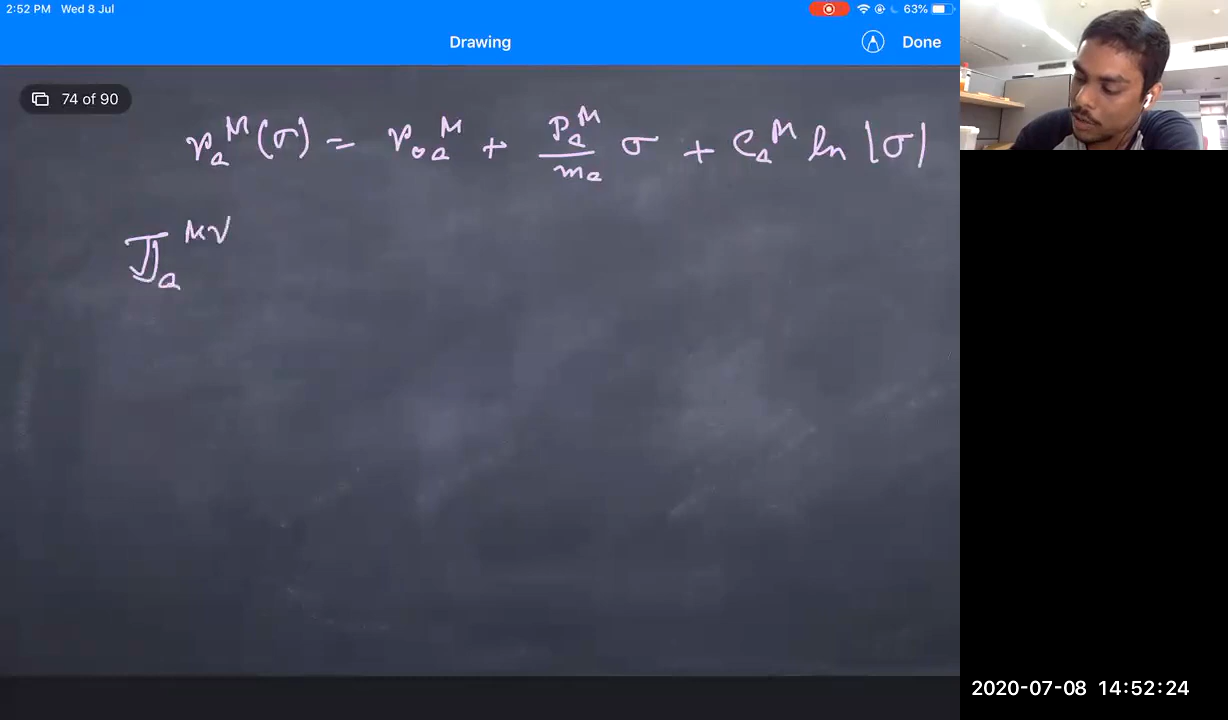 2:52 PM Wed 8 Jul 63%
Drawing Done
74 of 90
r_a^μ(σ) = r_{0a}^μ + \frac{p_a^μ}{m_a} σ + c_a^μ ln |σ|
J_a^{μν}
2020-07-08 14:52:24